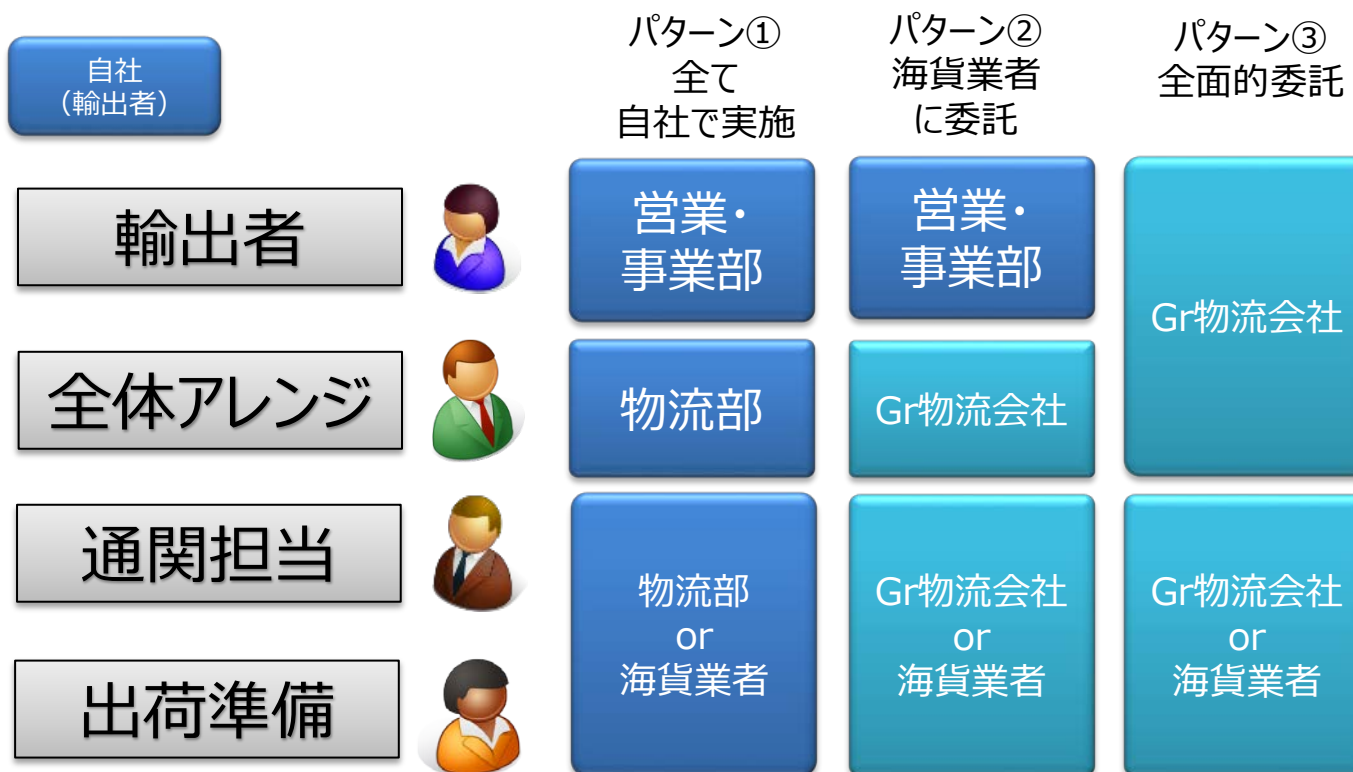 自社
(輸出者)
パターン①
全て
自社で実施
パターン②
海貨業者
に委託
パターン③
全面的委託
輸出者
営業・
事業部
営業・
事業部
Gr物流会社
全体アレンジ
物流部
Gr物流会社
通関担当
出荷準備
物流部
or
海貨業者
Gr物流会社
or
海貨業者
Gr物流会社
or
海貨業者